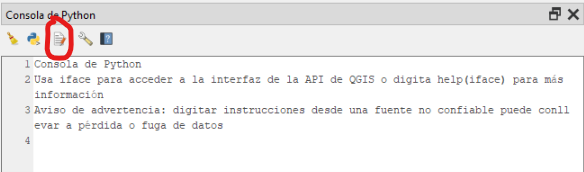 Consola de Python
1 Consola de Python
2 Usa iface para acceder a la interfaz de la API de QGIS o digita help(iface) para más
información
3 Aviso de advertencia: digitar instrucciones desde una fuente no confiable puede conll
evar a pérdida o fuga de datos
4